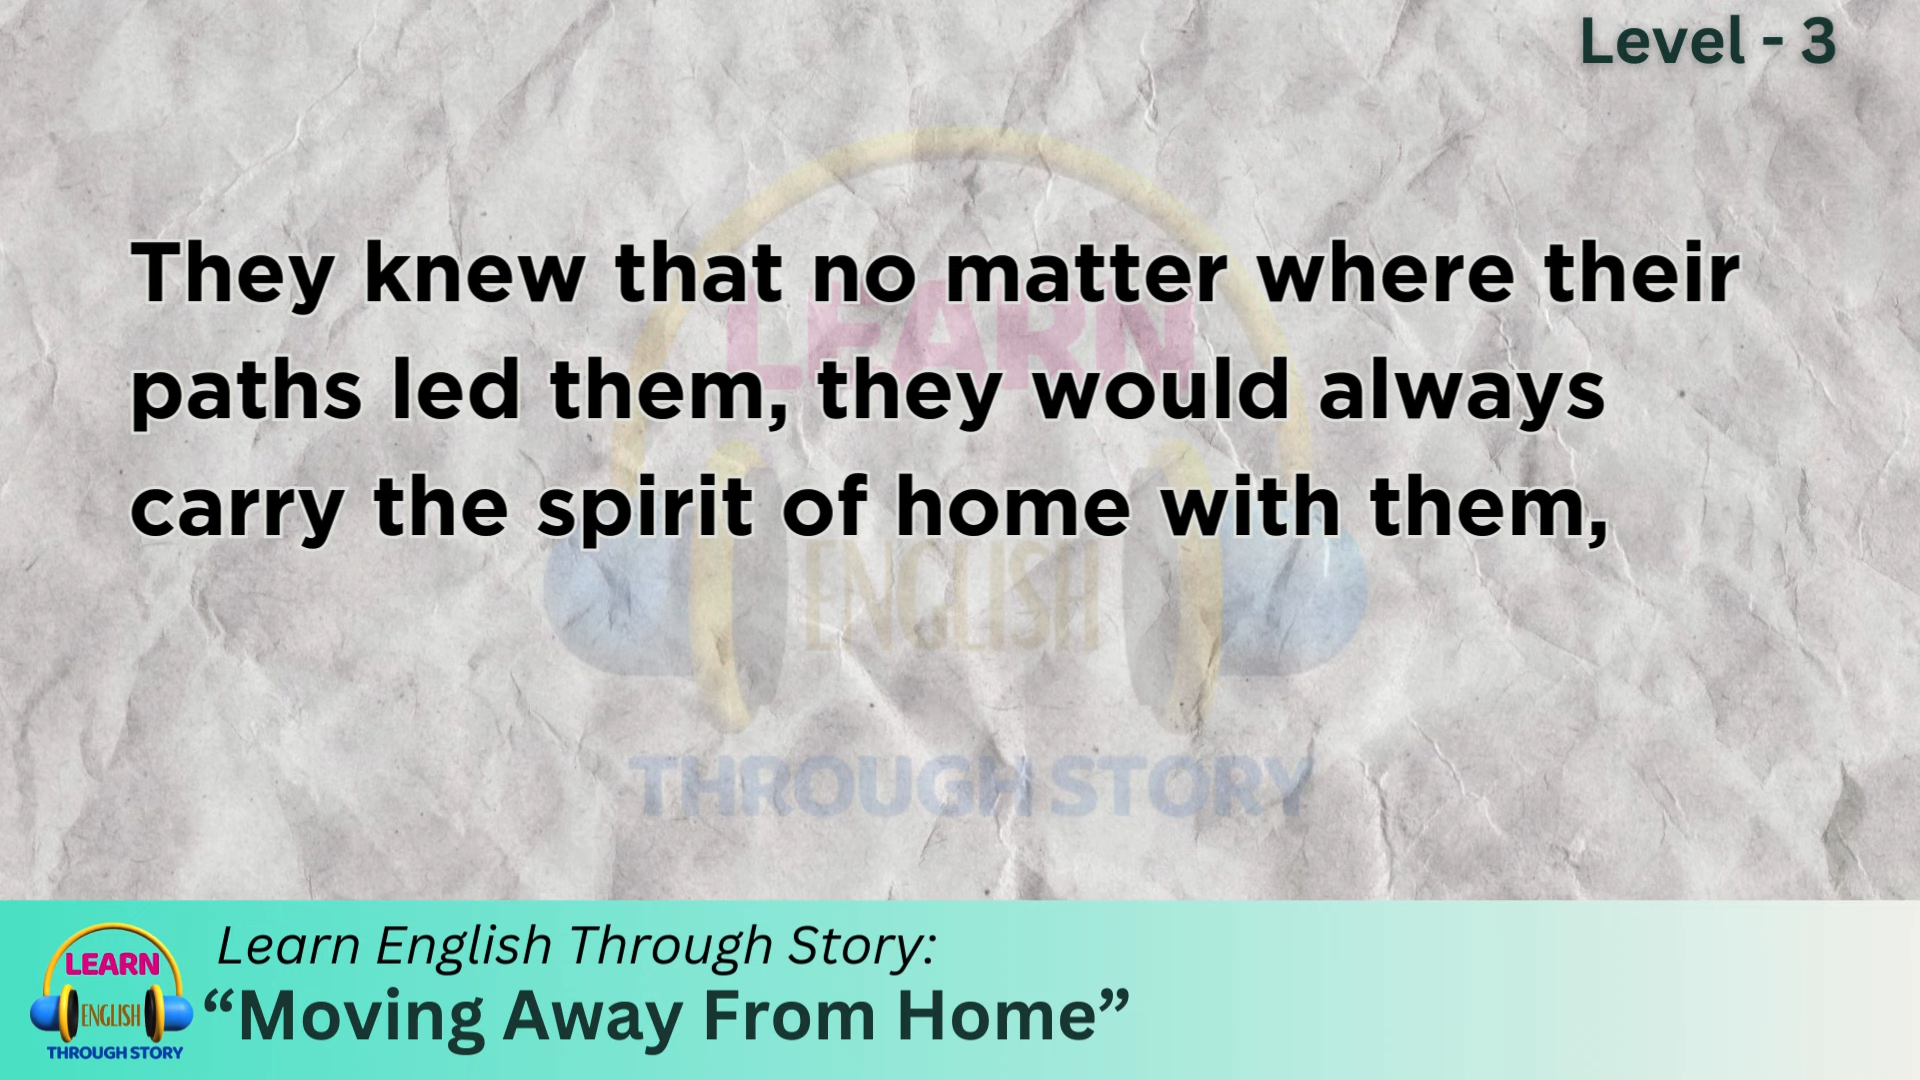 Level - 3
They knew that no matter where their
paths led them, they would always
carry the spirit of home with them,
LEARN
ENGLISH
THROUGH STORY
Learn English Through Story:
“Moving Away From Home”
LEARN
ENGLISH
THROUGH STORY